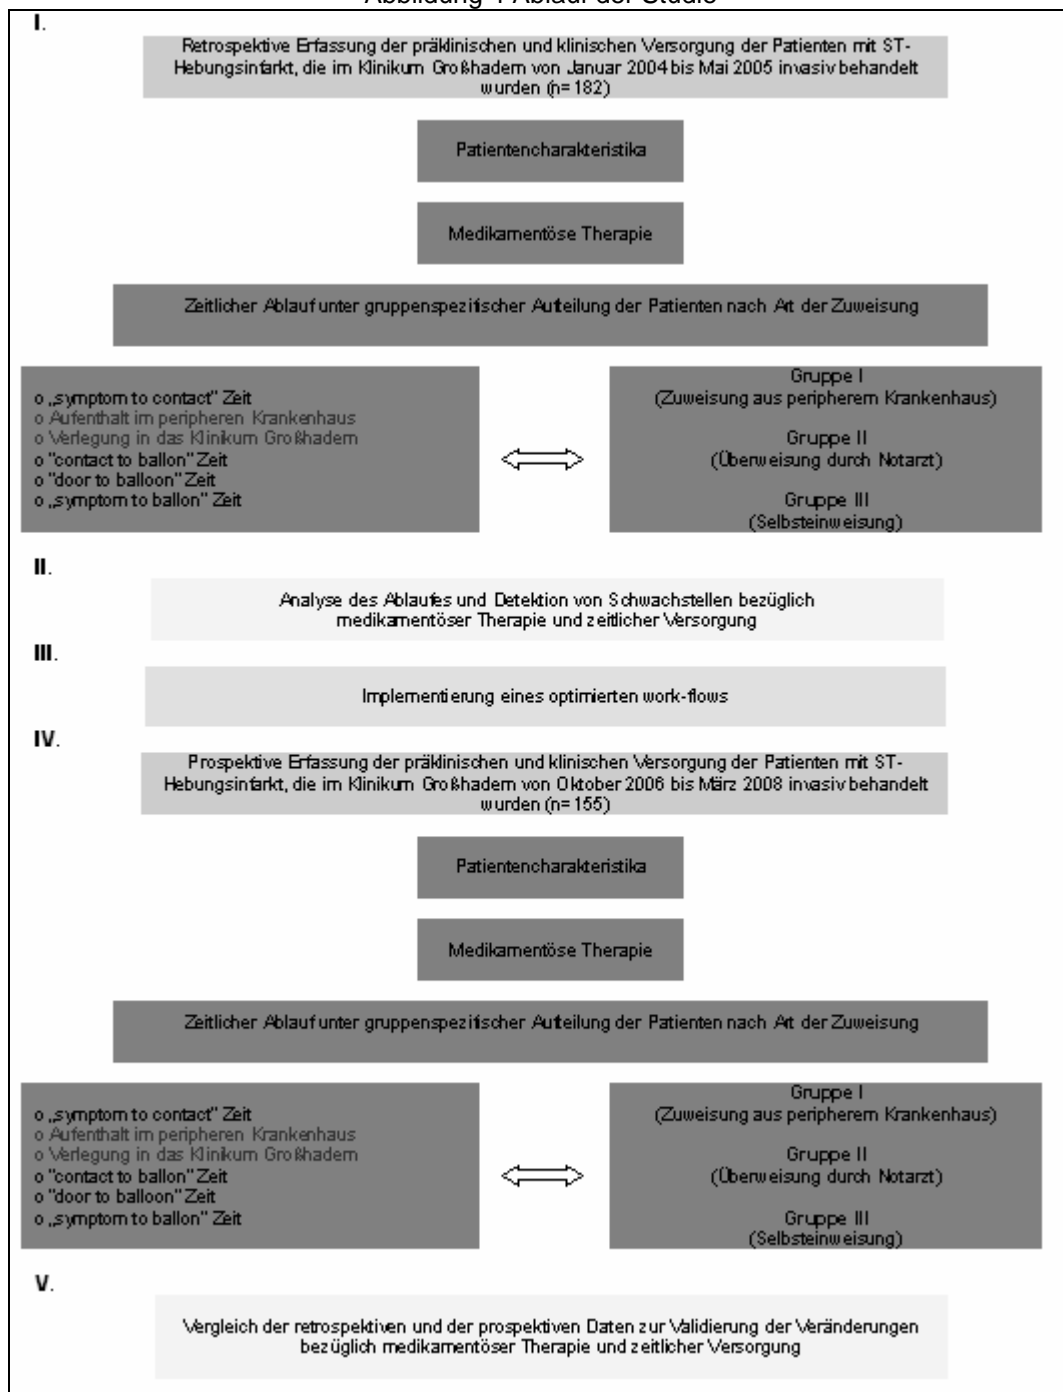 Abbildung 4 Ablauf der Studie
I.
Retrospektive Erfassung der präklinischen und klinischen Versorgung der Patienten mit ST-
Hebungsinfarkt, die im Klinikum Großhadern von Januar 2004 bis Mai 2005 invasiv behandelt
wurden (n= 182)
Patientencharakteristika
Medikamentöse Therapie
Zeitlicher Ablauf unter gruppenspezifischer Aufteilung der Patienten nach Art der Zuweisung
o „symptom to contact" Zeit
o Aufenthalt im peripheren Krankenhaus
o Verlegung in das Klinikum Großhadern
o "contact to ballon" Zeit
o "door to balloon" Zeit
o „symptom to ballon" Zeit
Gruppe I
(Zuweisung aus peripherem Krankenhaus)
Gruppe II
(Überweisung durch Notarzt)
Gruppe III
(Selbsteinweisung)
II.
Analyse des Ablaufes und Detektion von Schwachstellen bezüglich
medikamentöser Therapie und zeitlicher Versorgung
III.
Implementierung eines optimierten work-flows
IV.
Prospektive Erfassung der präklinischen und klinischen Versorgung der Patienten mit ST-
Hebungsinfarkt, die im Klinikum Großhadern von Oktober 2006 bis März 2008 invasiv behandelt
wurden (n= 155)
Patientencharakteristika
Medikamentöse Therapie
Zeitlicher Ablauf unter gruppenspezifischer Aufteilung der Patienten nach Art der Zuweisung
o „symptom to contact" Zeit
o Aufenthalt im peripheren Krankenhaus
o Verlegung in das Klinikum Großhadern
o "contact to ballon" Zeit
o "door to balloon" Zeit
o „symptom to ballon" Zeit
Gruppe I
(Zuweisung aus peripherem Krankenhaus)
Gruppe II
(Überweisung durch Notarzt)
Gruppe III
(Selbsteinweisung)
V.
Vergleich der retrospektiven und der prospektiven Daten zur Validierung der Veränderungen
bezüglich medikamentöser Therapie und zeitlicher Versorgung